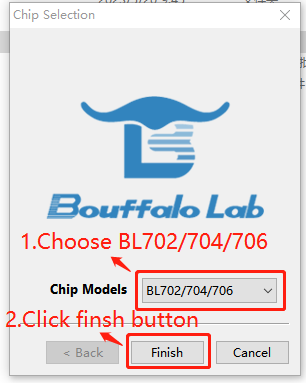 Chip Selection
Bouffalo Lab
1.Choose BL702/704/706
Chip Models
BL702/704/706
2.Click finsh button
< Back
Finish
Cancel